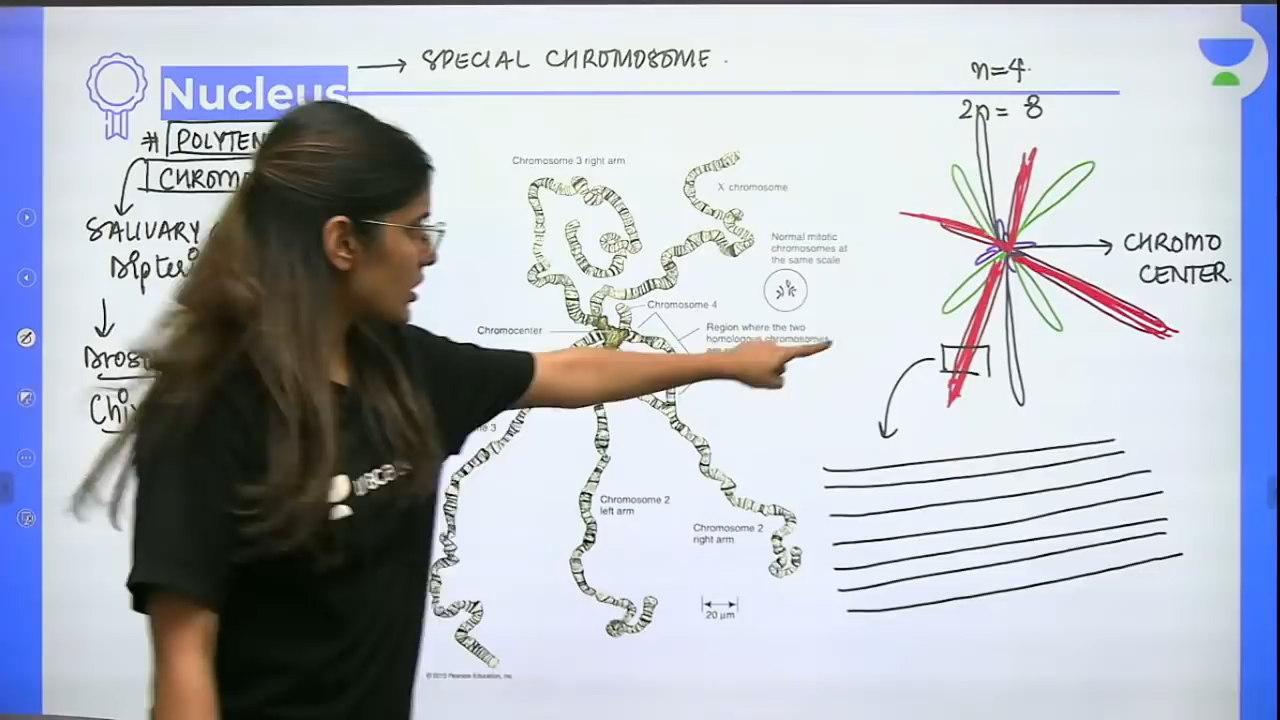 SPECIAL CHROMOSOME
Nucleus
n=4
2n = 8
# POLYTEN
CHROMO
SALIVARY
Dipter
Chi
Chromosome 3 right arm
X chromosome
Normal mitotic
chromosomes at
the same scale
Chromosome 4
Chromocenter
Region where the two
homologous chromosomes
CHROMO
CENTER
3
Chromosome 2
left arm
Chromosome 2
right arm
20 µm
© 2013 Pearson Education, Inc.